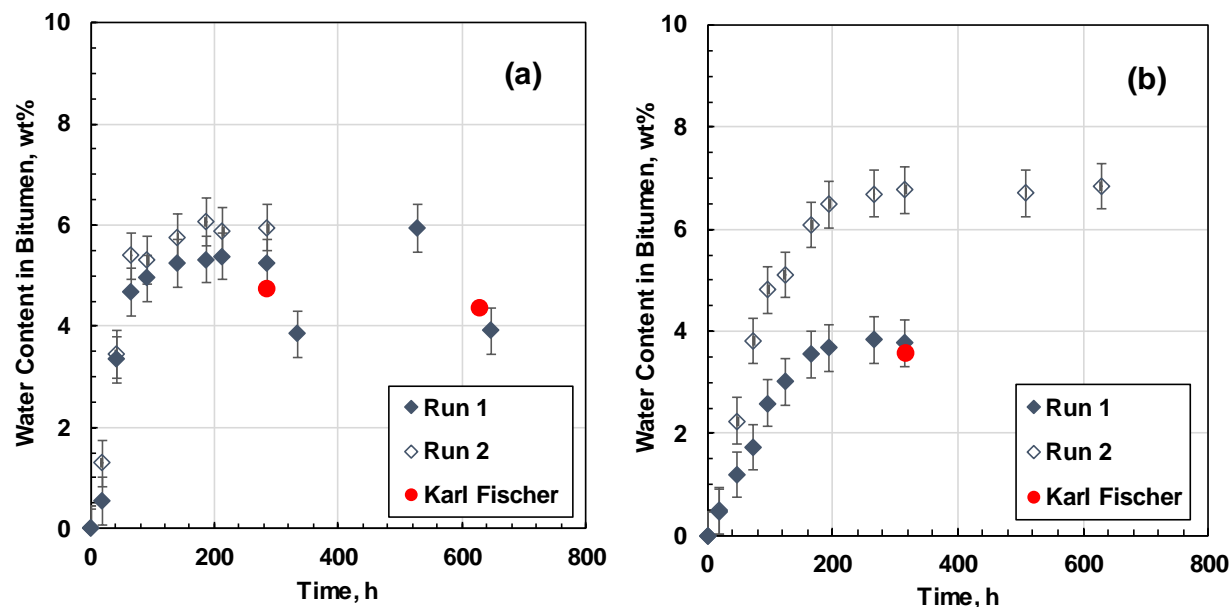 (a)
Water Content in Bitumen, wt%
10
8
6
4
2
0
0 200 400 600 800
Time, h
Run 1
Run 2
Karl Fischer
(b)
Water Content in Bitumen, wt%
10
8
6
4
2
0
0 200 400 600 800
Time, h
Run 1
Run 2
Karl Fischer